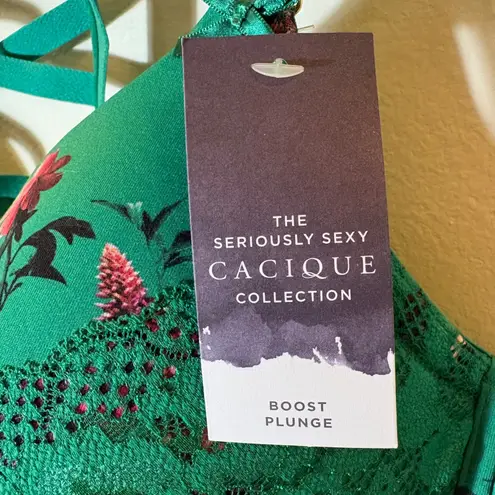 THE
SERIOUSLY SEXY
CACIQUE
COLLECTION
BOOST
PLUNGE